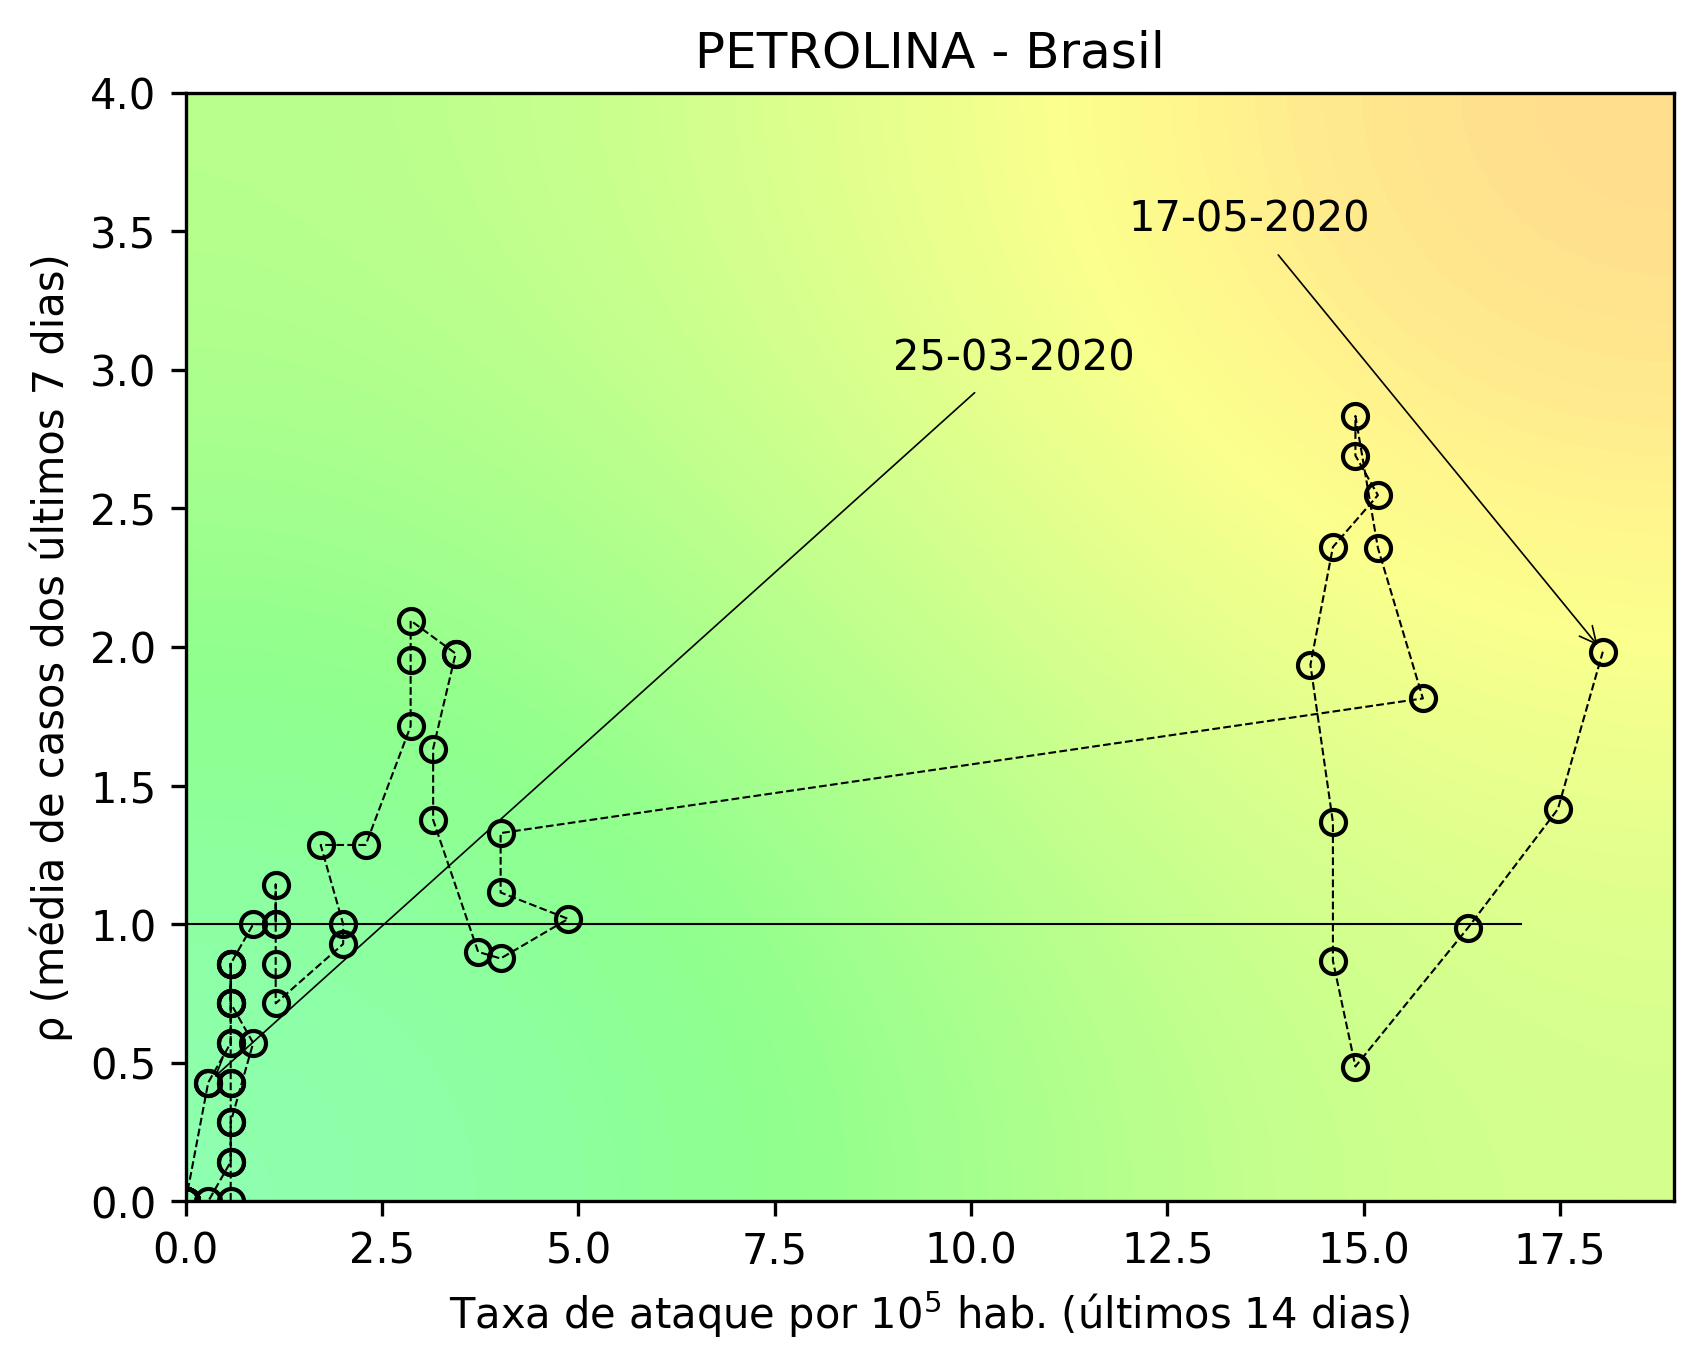 PETROLINA - Brasil
4.0
3.5
3.0
2.5
2.0
1.5
1.0
0.5
0.0
ρ (média de casos dos últimos 7 dias)
17-05-2020
25-03-2020
0.0 2.5 5.0 7.5 10.0 12.5 15.0 17.5
Taxa de ataque por 10⁵ hab. (últimos 14 dias)